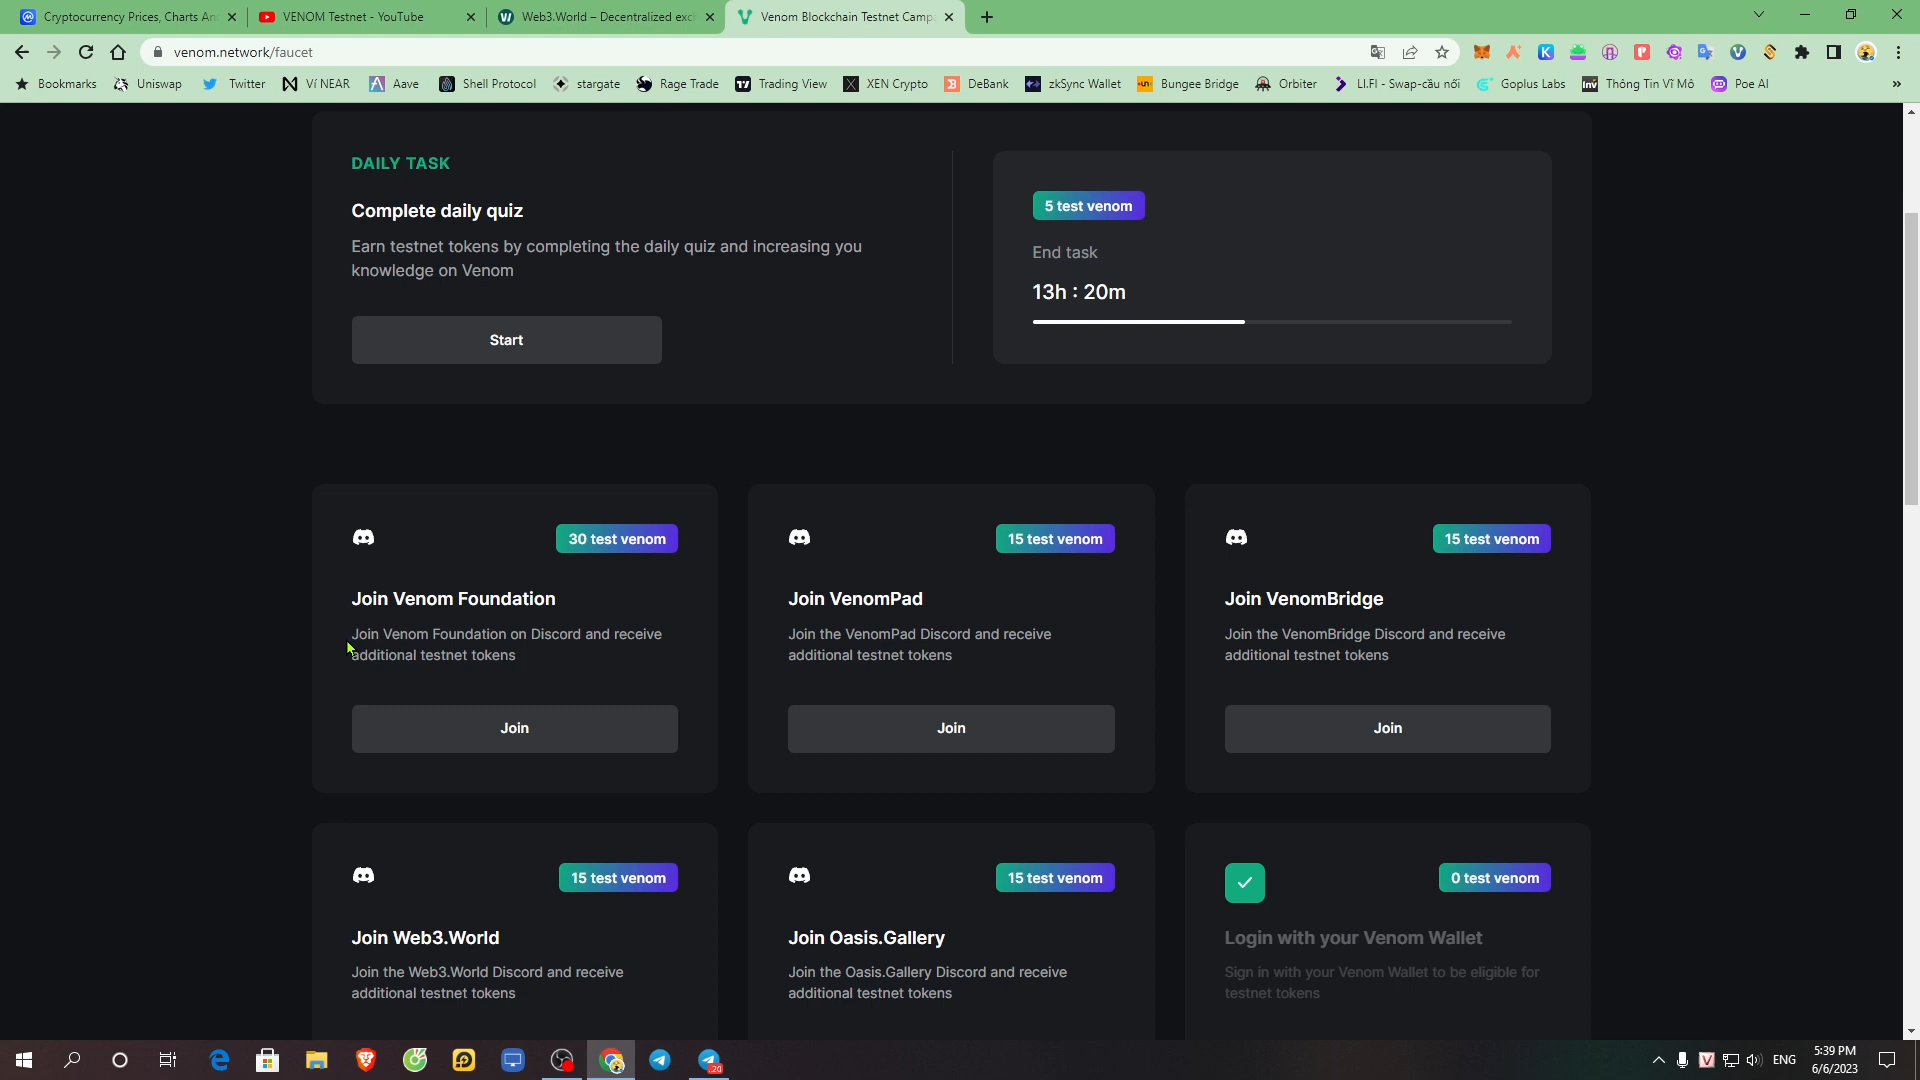 Cryptocurrency Prices, Charts An
VENOM Testnet - YouTube
Web3.World – Decentralized exc
Venom Blockchain Testnet Camp
venom.network/faucet
Bookmarks
Uniswap
Twitter
Ví NEAR
Aave
Shell Protocol
stargate
Rage Trade
Trading View
XEN Crypto
DeBank
zkSync Wallet
Bungee Bridge
Orbiter
LI.FI - Swap-cầu nối
Goplus Labs
Thông Tin Vĩ Mô
Poe AI
DAILY TASK
Complete daily quiz
Earn testnet tokens by completing the daily quiz and increasing you
knowledge on Venom
Start
5 test venom
End task
13h : 20m
30 test venom
Join Venom Foundation
Join Venom Foundation on Discord and receive
additional testnet tokens
Join
15 test venom
Join VenomPad
Join the VenomPad Discord and receive
additional testnet tokens
Join
15 test venom
Join VenomBridge
Join the VenomBridge Discord and receive
additional testnet tokens
Join
15 test venom
Join Web3.World
Join the Web3.World Discord and receive
additional testnet tokens
15 test venom
Join Oasis.Gallery
Join the Oasis.Gallery Discord and receive
additional testnet tokens
0 test venom
Login with your Venom Wallet
Sign in with your Venom Wallet to be eligible for
testnet tokens
20
ENG
5:39 PM
6/6/2023